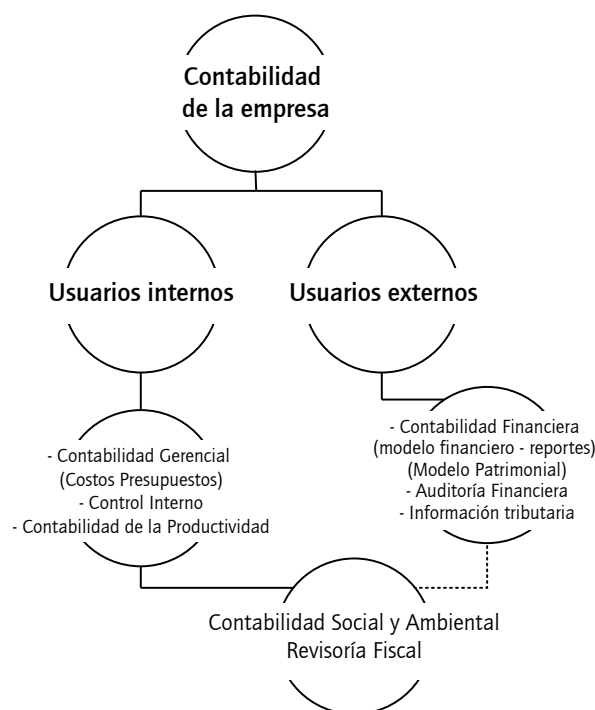 Contabilidad
de la empresa
Usuarios internos
Usuarios externos
- Contabilidad Gerencial
(Costos Presupuestos)
- Control Interno
- Contabilidad de la Productividad
- Contabilidad Financiera
(modelo financiero - reportes)
(Modelo Patrimonial)
- Auditoría Financiera
- Información tributaria
Contabilidad Social y Ambiental
Revisoría Fiscal